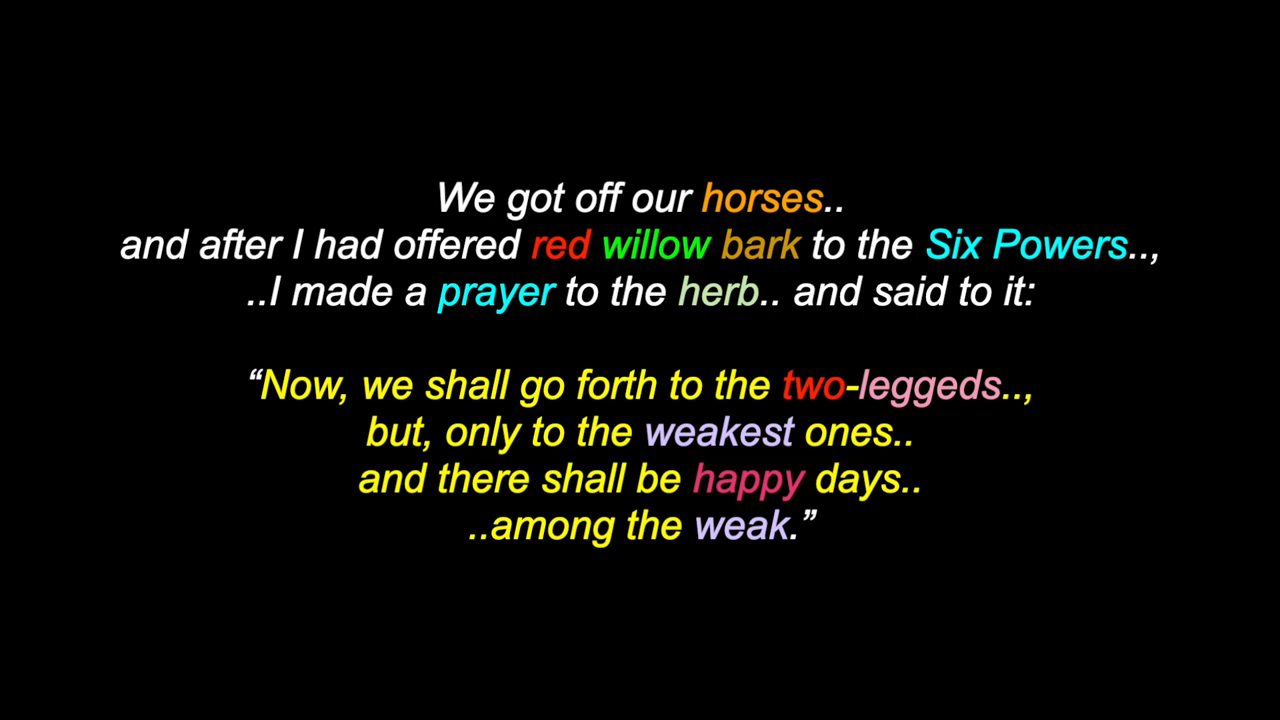 We got off our horses..
and after I had offered red willow bark to the Six Powers..,
..I made a prayer to the herb.. and said to it:
“Now, we shall go forth to the two-leggeds..,
but, only to the weakest ones..
and there shall be happy days..
..among the weak.”